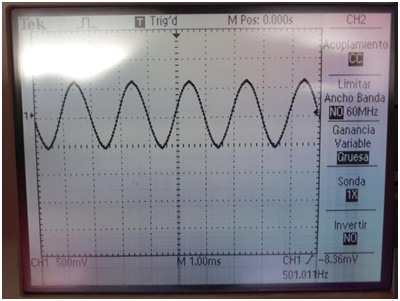 Tek
T Trig'd
M Pos: 0.000s
CH2
Acoplamiento
CC
Limitar
Ancho Banda
NO 60MHz
Ganancia
Variable
Gruesa
Sonda
1X
Invertir
NO
1
CH1 500mV
M 1.00ms
CH1 -8.36mV
501.011Hz